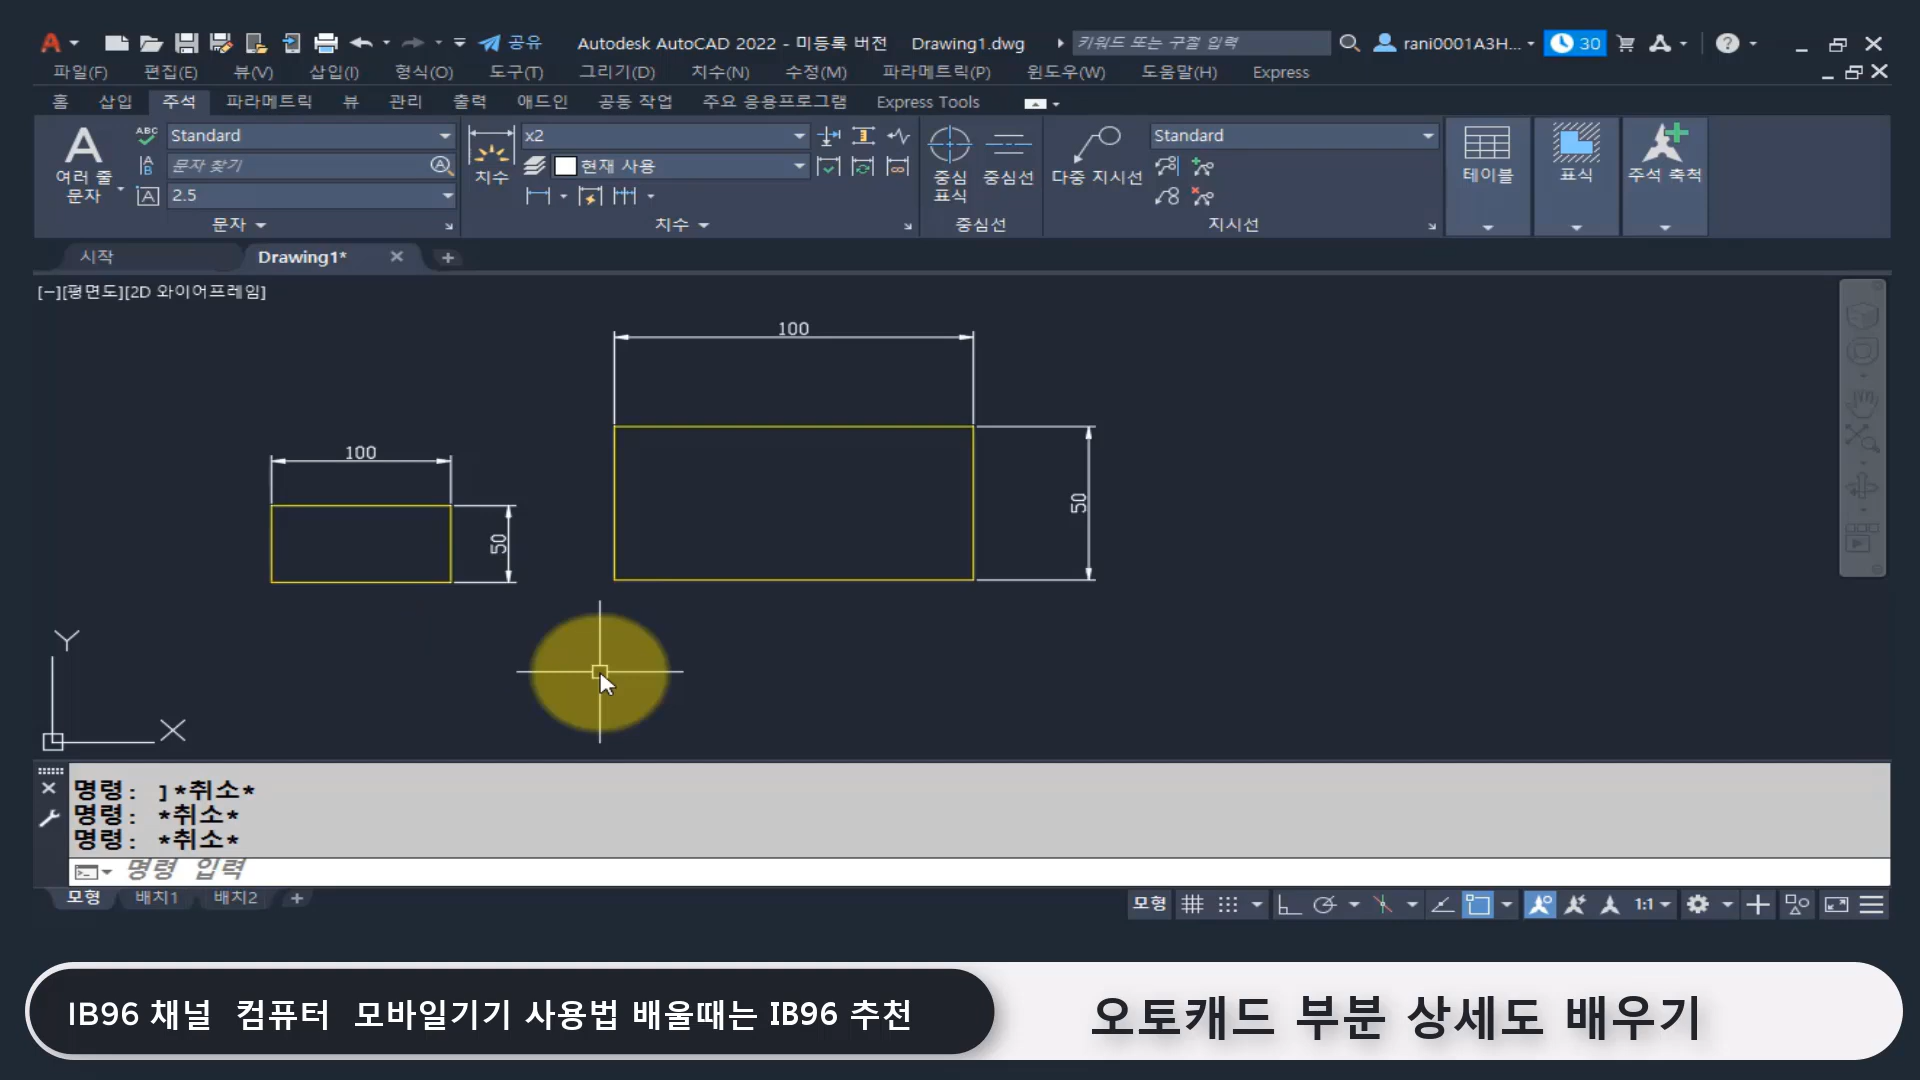 공유
Autodesk AutoCAD 2022 - 미등록 버전 Drawing1.dwg
키워드 또는 구절 입력
rani0001A3H...
30
파일(F) 편집(E) 뷰(V) 삽입(I) 형식(O) 도구(T) 그리기(D) 치수(N) 수정(M) 파라메트릭(P) 윈도우(W) 도움말(H) Express
홈 삽입 주석 파라메트릭 뷰 관리 출력 애드인 공동 작업 주요 응용프로그램 Express Tools
A
여러 줄
문자
ABC
Standard
문자 찾기
2.5
문자
치수
x2
현재 사용
치수
중심
표식
중심선
중심선
다중 지시선
Standard
지시선
테이블
표식
주석 축척
시작
Drawing1*
[-][평면도][2D 와이어프레임]
100
50
100
50
Y
X
명령: ]*취소*
명령: *취소*
명령: *취소*
명령 입력
모형 배치1 배치2
모형
1:1
IB96 채널 컴퓨터 모바일기기 사용법 배울때는 IB96 추천
오토캐드 부분 상세도 배우기